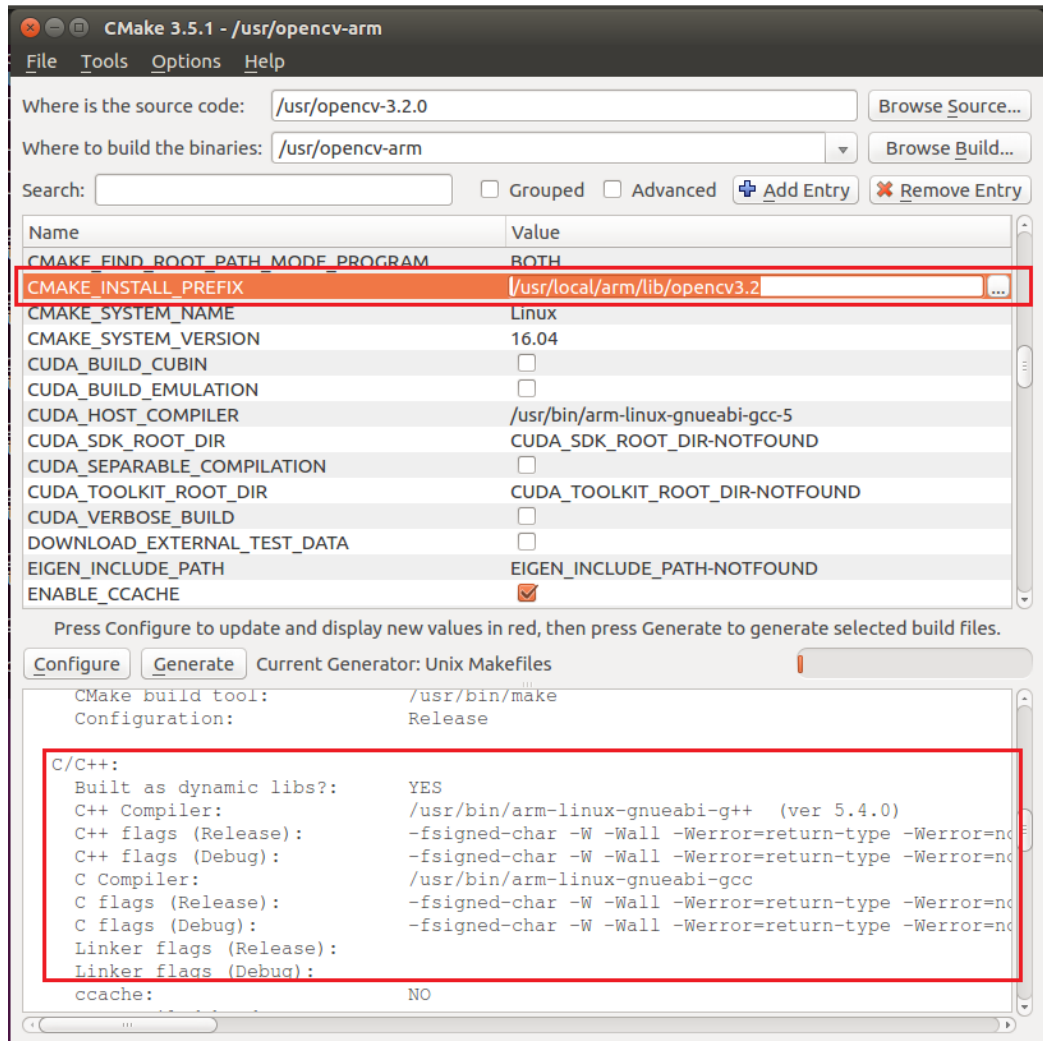 CMake 3.5.1 - /usr/opencv-arm
File Tools Options Help
Where is the source code: /usr/opencv-3.2.0 Browse Source...
Where to build the binaries: /usr/opencv-arm Browse Build...
Search: Grouped Advanced Add Entry Remove Entry
Name Value
CMAKE_FIND_ROOT_PATH_MODE_PROGRAM BOTH
CMAKE_INSTALL_PREFIX /usr/local/arm/lib/opencv3.2 ...
CMAKE_SYSTEM_NAME Linux
CMAKE_SYSTEM_VERSION 16.04
CUDA_BUILD_CUBIN
CUDA_BUILD_EMULATION
CUDA_HOST_COMPILER /usr/bin/arm-linux-gnueabi-gcc-5
CUDA_SDK_ROOT_DIR CUDA_SDK_ROOT_DIR-NOTFOUND
CUDA_SEPARABLE_COMPILATION
CUDA_TOOLKIT_ROOT_DIR CUDA_TOOLKIT_ROOT_DIR-NOTFOUND
CUDA_VERBOSE_BUILD
DOWNLOAD_EXTERNAL_TEST_DATA
EIGEN_INCLUDE_PATH EIGEN_INCLUDE_PATH-NOTFOUND
ENABLE_CCACHE
Press Configure to update and display new values in red, then press Generate to generate selected build files.
Configure Generate Current Generator: Unix Makefiles
CMake build tool: /usr/bin/make
Configuration: Release
C/C++:
Built as dynamic libs?: YES
C++ Compiler: /usr/bin/arm-linux-gnueabi-g++ (ver 5.4.0)
C++ flags (Release): -fsigned-char -W -Wall -Werror=return-type -Werror=no
C++ flags (Debug): -fsigned-char -W -Wall -Werror=return-type -Werror=no
C Compiler: /usr/bin/arm-linux-gnueabi-gcc
C flags (Release): -fsigned-char -W -Wall -Werror=return-type -Werror=no
C flags (Debug): -fsigned-char -W -Wall -Werror=return-type -Werror=no
Linker flags (Release):
Linker flags (Debug):
ccache: NO